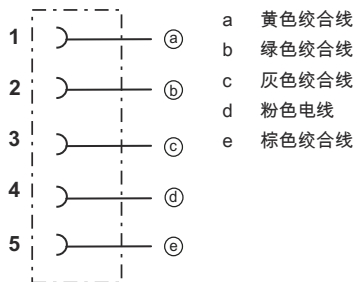 1 ⓐ
2 ⓑ
3 ⓒ
4 ⓓ
5 ⓔ
a 黄色绞合线
b 绿色绞合线
c 灰色绞合线
d 粉色电线
e 棕色绞合线